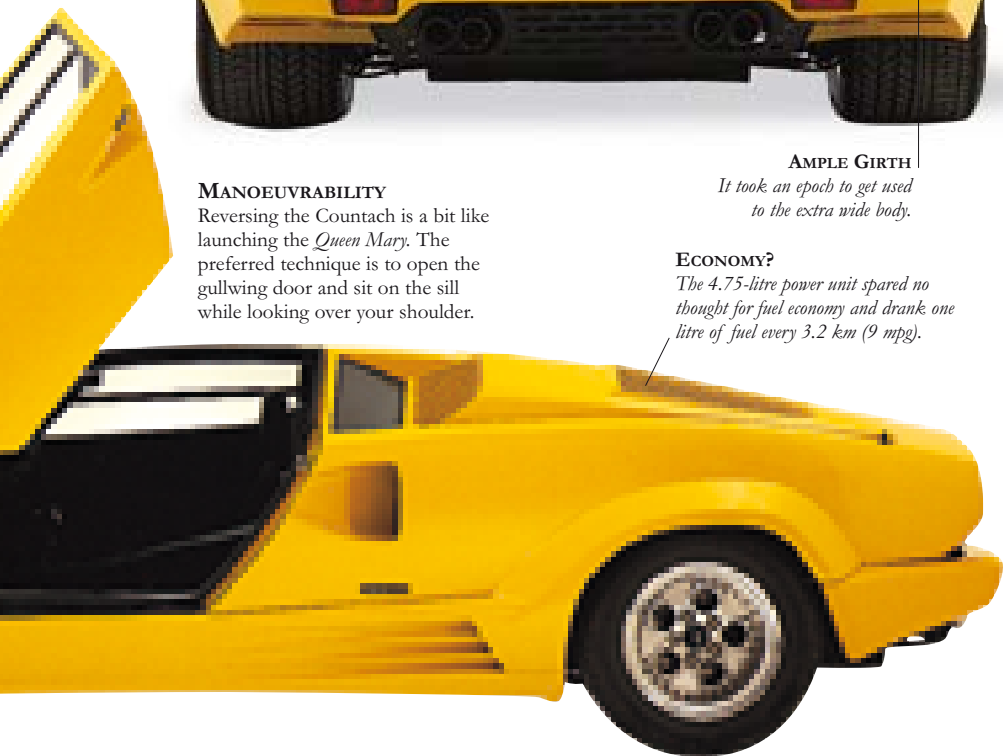 MANOEUVRABILITY
Reversing the Countach is a bit like
launching the Queen Mary. The
preferred technique is to open the
gullwing door and sit on the sill
while looking over your shoulder.
AMPLE GIRTH
It took an epoch to get used
to the extra wide body.
ECONOMY?
The 4.75-litre power unit spared no
thought for fuel economy and drank one
litre of fuel every 3.2 km (9 mpg).